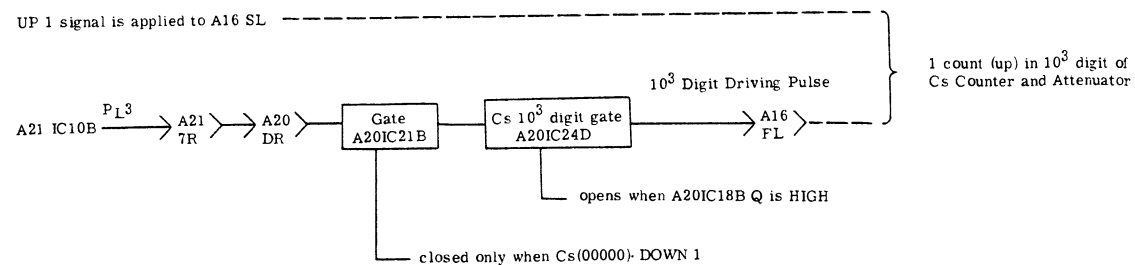 UP 1 signal is applied to A16 SL
1 count (up) in 10³ digit of
Cs Counter and Attenuator
10³ Digit Driving Pulse
A21 IC10B
P_L3
A21
7R
A20
DR
Gate
A20IC21B
Cs 10³ digit gate
A20IC24D
A16
FL
opens when A20IC18B Q is HIGH
closed only when Cs(00000)· DOWN 1